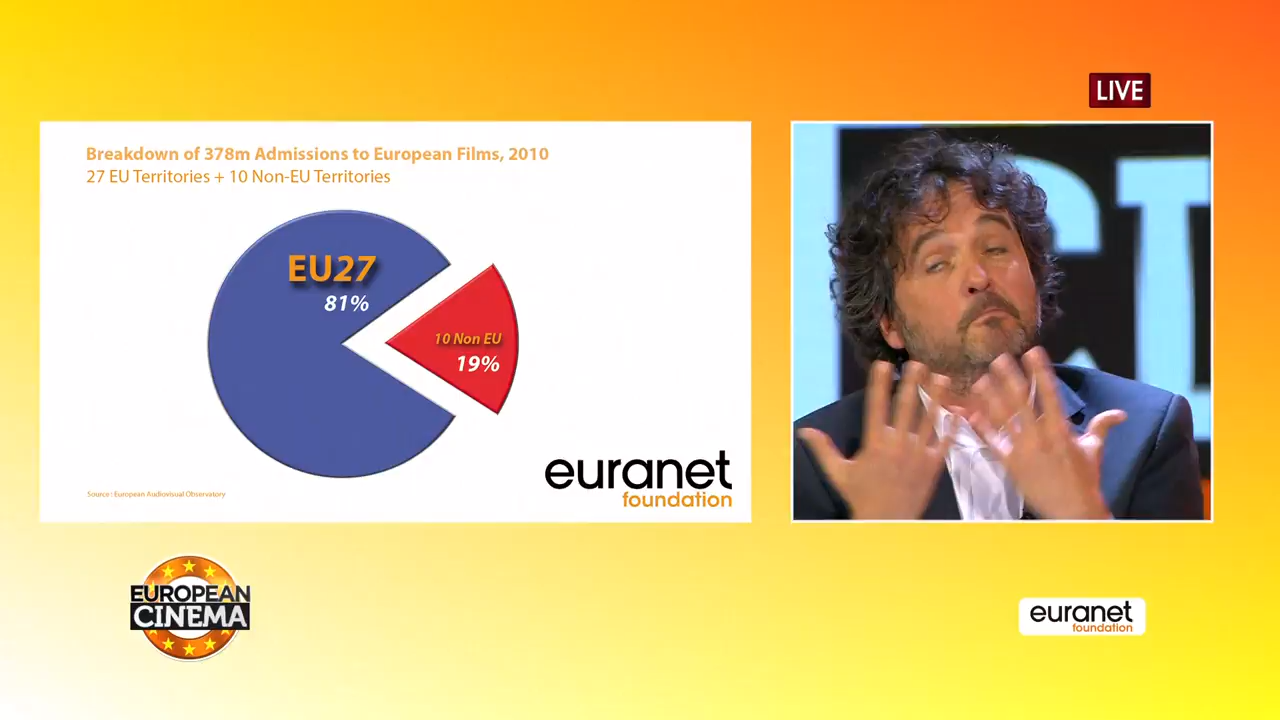 LIVE
Breakdown of 378m Admissions to European Films, 2010
27 EU Territories + 10 Non-EU Territories
EU27
81%
10 Non EU
19%
euranet
foundation
Source : European Audiovisual Observatory
EUROPEAN
CINEMA
euranet
foundation